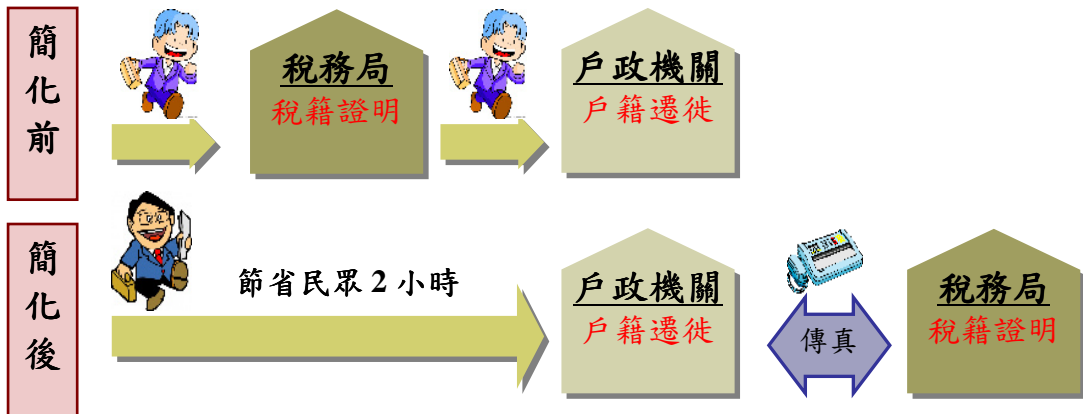 簡化前
稅務局
稅籍證明
戶政機關
戶籍遷徙
簡化後
節省民眾 2 小時
戶政機關
戶籍遷徙
傳真
稅務局
稅籍證明